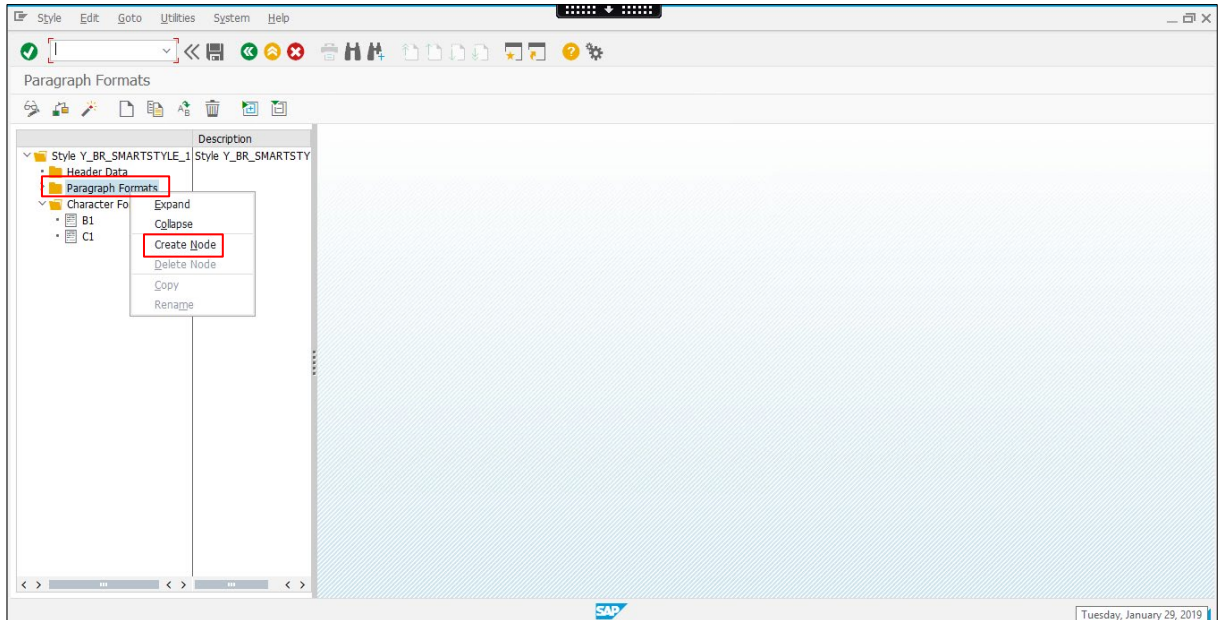 Style Edit Goto Utilities System Help
Paragraph Formats
Description
Style Y_BR_SMARTSTYLE_1 Style Y_BR_SMARTSTY
Header Data
Paragraph Formats
Character Fo
Expand
B1
Collapse
C1
Create Node
Delete Node
Copy
Rename
SAP
Tuesday, January 29, 2019